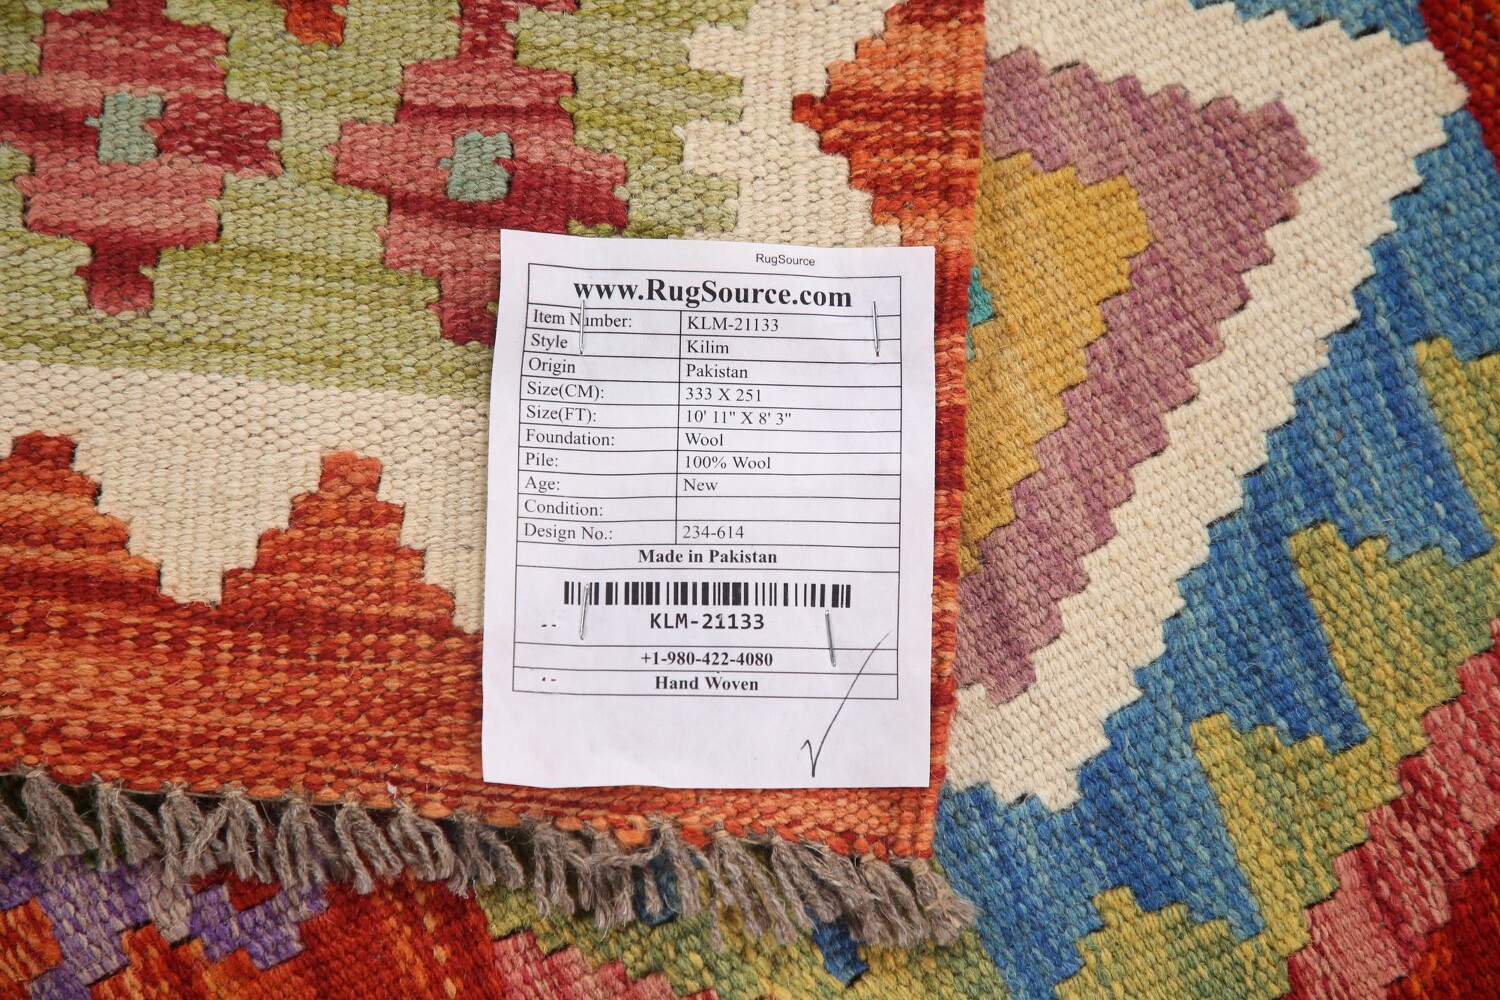 RugSource
www.RugSource.com
Item Number: KLM-21133
Style Kilim
Origin Pakistan
Size(CM): 333 X 251
Size(FT): 10' 11" X 8' 3"
Foundation: Wool
Pile: 100% Wool
Age: New
Condition:
Design No.: 234-614
Made in Pakistan
KLM-21133
+1-980-422-4080
Hand Woven